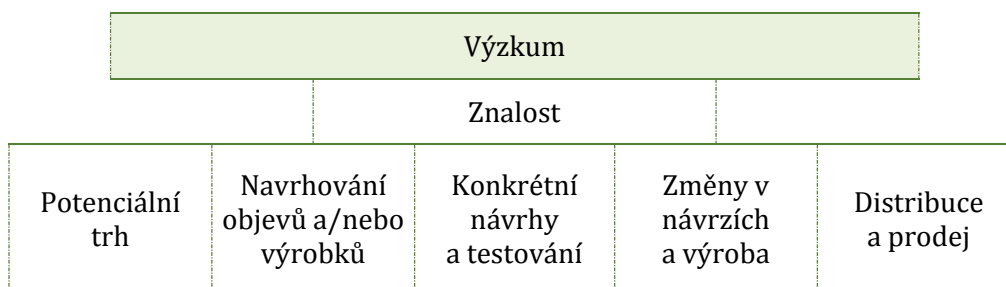 Výzkum
Znalost
Potenciální
trh
Navrhování
objevů a/nebo
výrobků
Konkrétní
návrhy
a testování
Změny v
návrzích
a výroba
Distribuce
a prodej